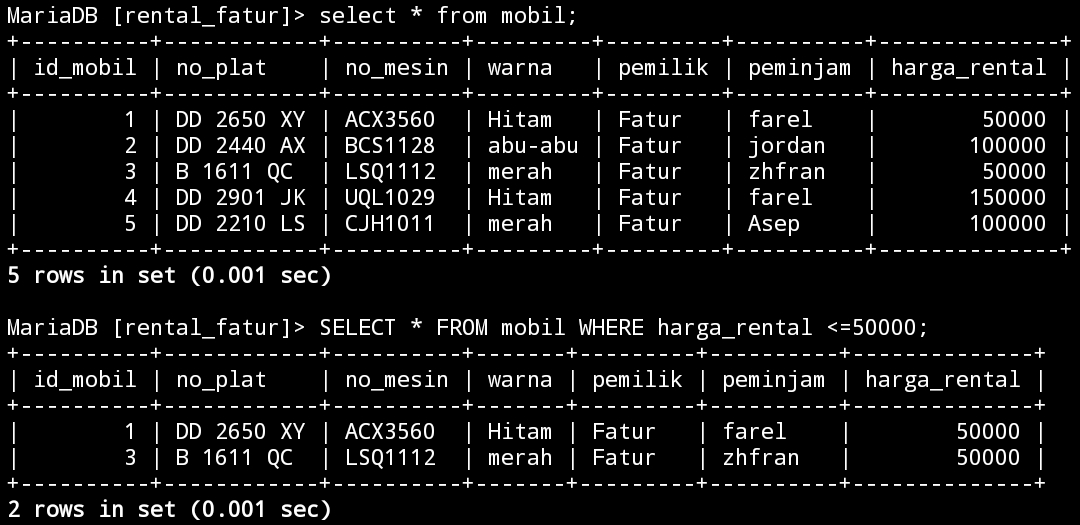 MariaDB [rental_fatur]> select * from mobil;
+----------+------------+----------+---------+---------+----------+--------------+
| id_mobil | no_plat    | no_mesin | warna   | pemilik | peminjam | harga_rental |
+----------+------------+----------+---------+---------+----------+--------------+
|        1 | DD 2650 XY | ACX3560  | Hitam   | Fatur   | farel    |        50000 |
|        2 | DD 2440 AX | BCS1128  | abu-abu | Fatur   | jordan   |       100000 |
|        3 | B 1611 QC  | LSQ1112  | merah   | Fatur   | zhfran   |        50000 |
|        4 | DD 2901 JK | UQL1029  | Hitam   | Fatur   | farel    |       150000 |
|        5 | DD 2210 LS | CJH1011  | merah   | Fatur   | Asep     |       100000 |
+----------+------------+----------+---------+---------+----------+--------------+
5 rows in set (0.001 sec)

MariaDB [rental_fatur]> SELECT * FROM mobil WHERE harga_rental <=50000;
+----------+------------+----------+-------+---------+----------+--------------+
| id_mobil | no_plat    | no_mesin | warna | pemilik | peminjam | harga_rental |
+----------+------------+----------+-------+---------+----------+--------------+
|        1 | DD 2650 XY | ACX3560  | Hitam | Fatur   | farel    |        50000 |
|        3 | B 1611 QC  | LSQ1112  | merah | Fatur   | zhfran   |        50000 |
+----------+------------+----------+-------+---------+----------+--------------+
2 rows in set (0.001 sec)